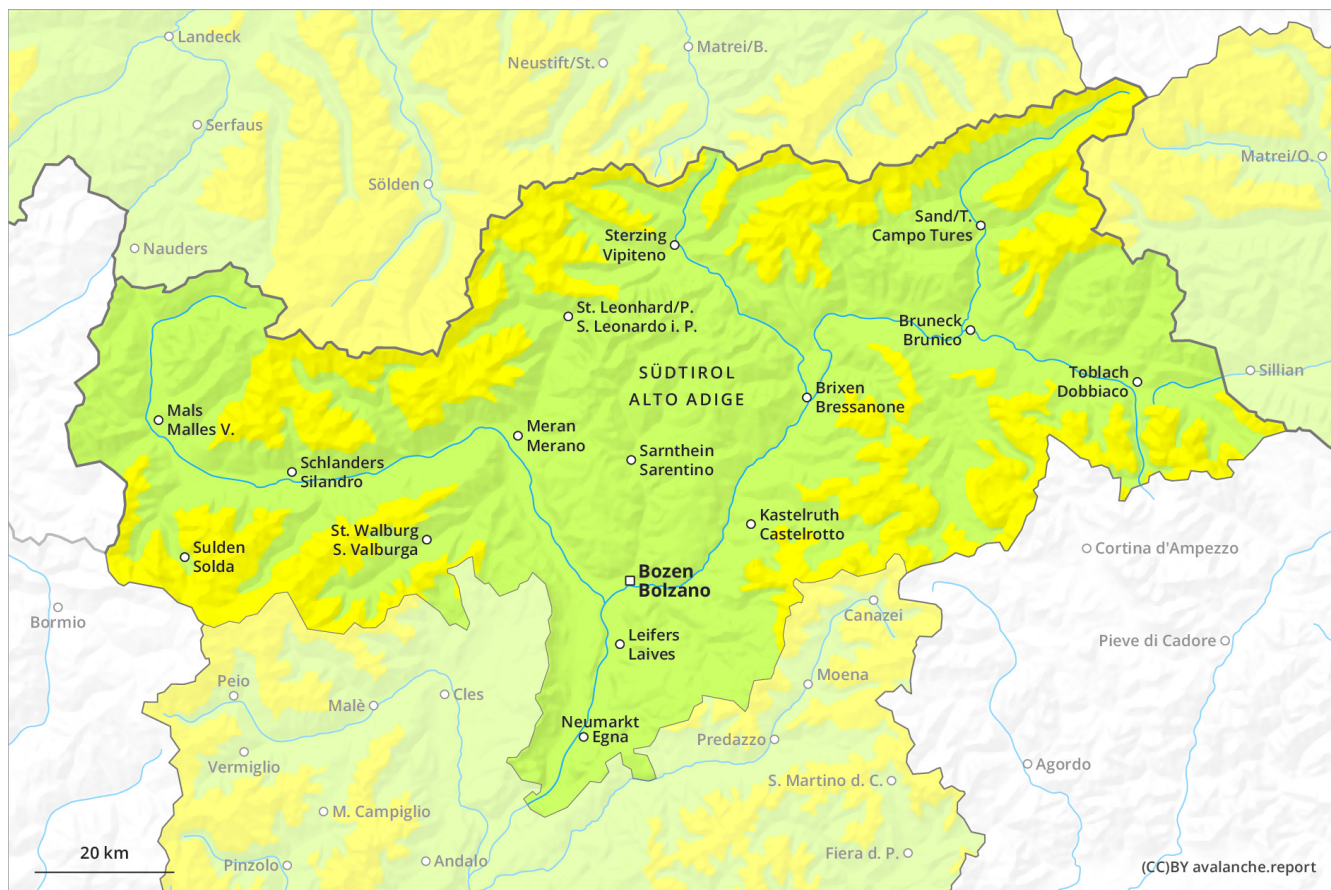 Landeck
Matrei/B.
Neustift/St.
Serfaus
Matrei/O.
Sölden
Sand/T.
Campo Tures
Sterzing
Vipiteno
Nauders
St. Leonhard/P.
S. Leonardo i. P.
Bruneck
Brunico
SÜDTIROL
ALTO ADIGE
Toblach
Dobbiaco
Sillian
Brixen
Bressanone
Mals
Malles V.
Meran
Merano
Sarnthein
Sarentino
Schlanders
Silandro
Kastelruth
Castelrotto
St. Walburg
S. Valburga
Sulden
Solda
Cortina d'Ampezzo
Bozen
Bolzano
Bormio
Canazei
Leifers
Laives
Pieve di Cadore
Peio
Moena
Malè
Cles
Neumarkt
Egna
Predazzo
Vermiglio
Agordo
S. Martino d. C.
M. Campiglio
20 km
Pinzolo
Andalo
Fiera d. P.
(CC)BY avalanche.report